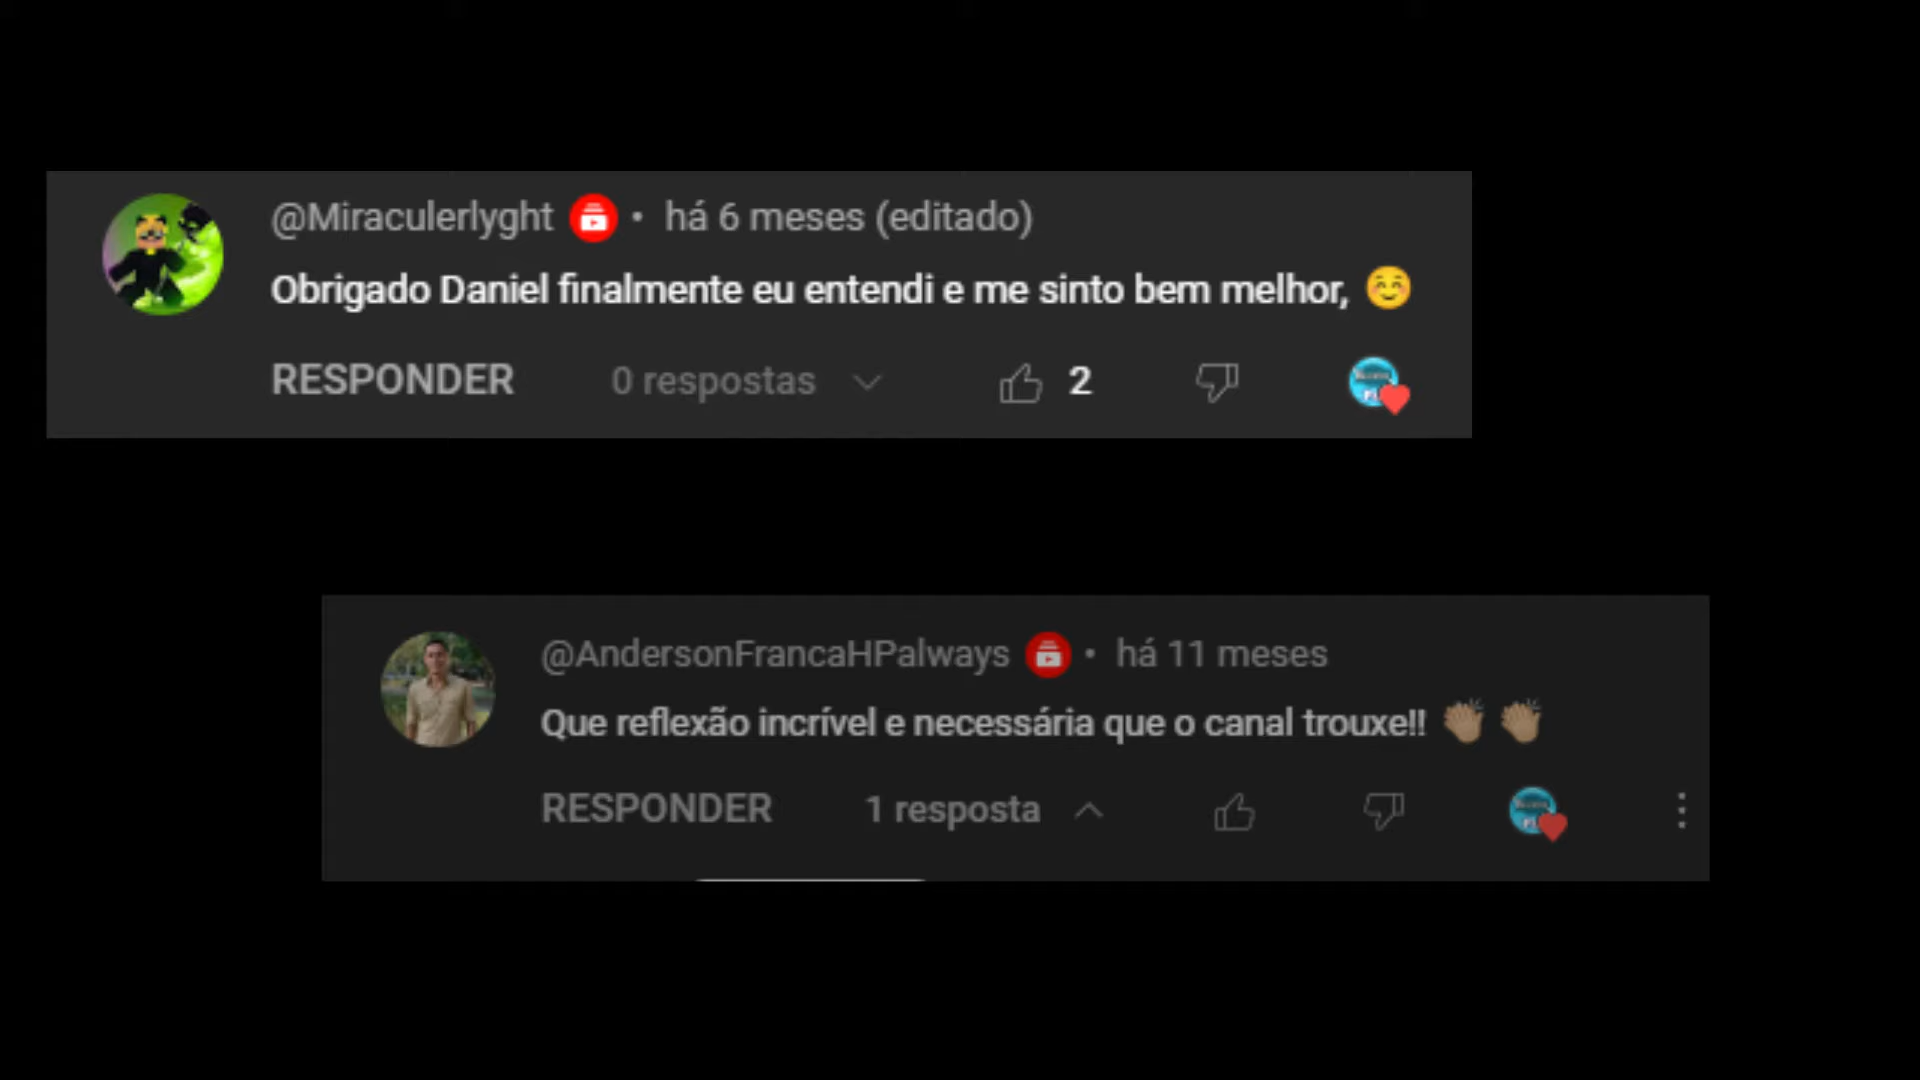 @Miraculerlyght • há 6 meses (editado)
Obrigado Daniel finalmente eu entendi e me sinto bem melhor, ☺️
RESPONDER 0 respostas 2
@AndersonFrancaHPalways • há 11 meses
Que reflexão incrível e necessária que o canal trouxe!! 👏🏽 👏🏽
RESPONDER 1 resposta